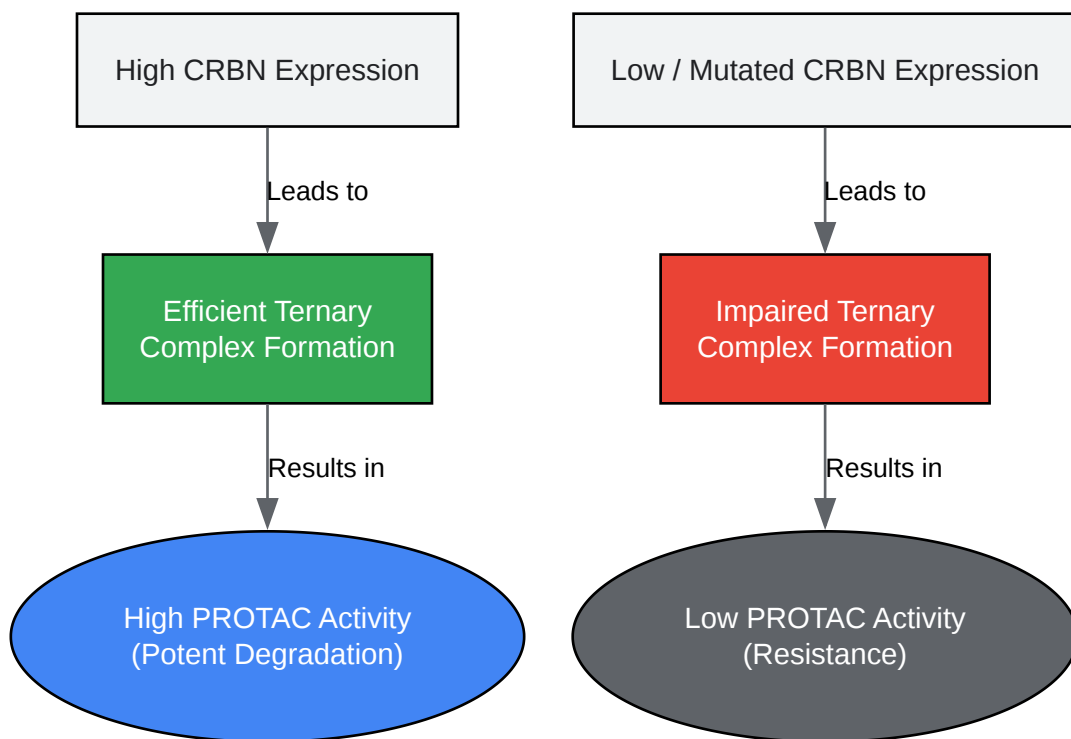 High CRBN Expression
Low / Mutated CRBN Expression
Leads to
Leads to
Efficient Ternary
Complex Formation
Impaired Ternary
Complex Formation
Results in
Results in
High PROTAC Activity
(Potent Degradation)
Low PROTAC Activity
(Resistance)